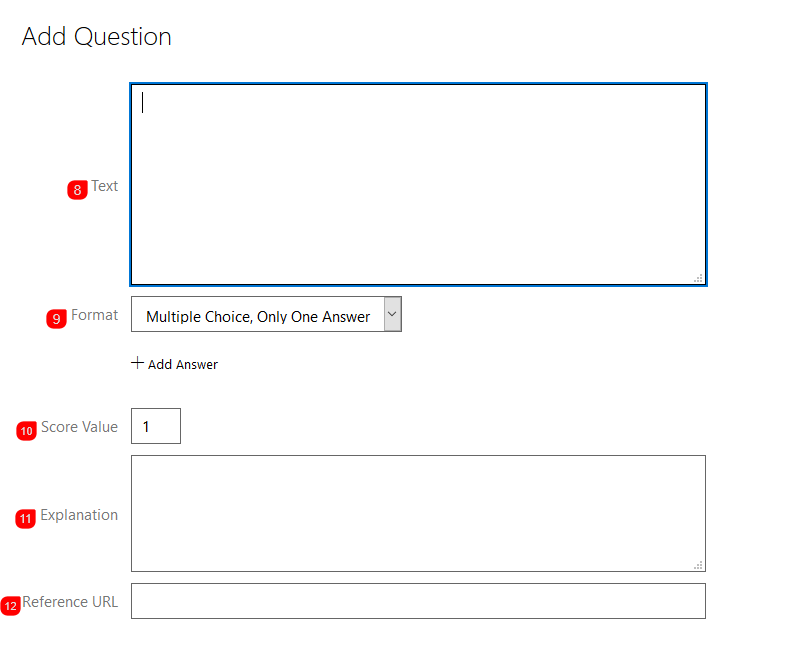 Add Question
8 Text
9 Format Multiple Choice, Only One Answer
+ Add Answer
10 Score Value 1
11 Explanation
12 Reference URL